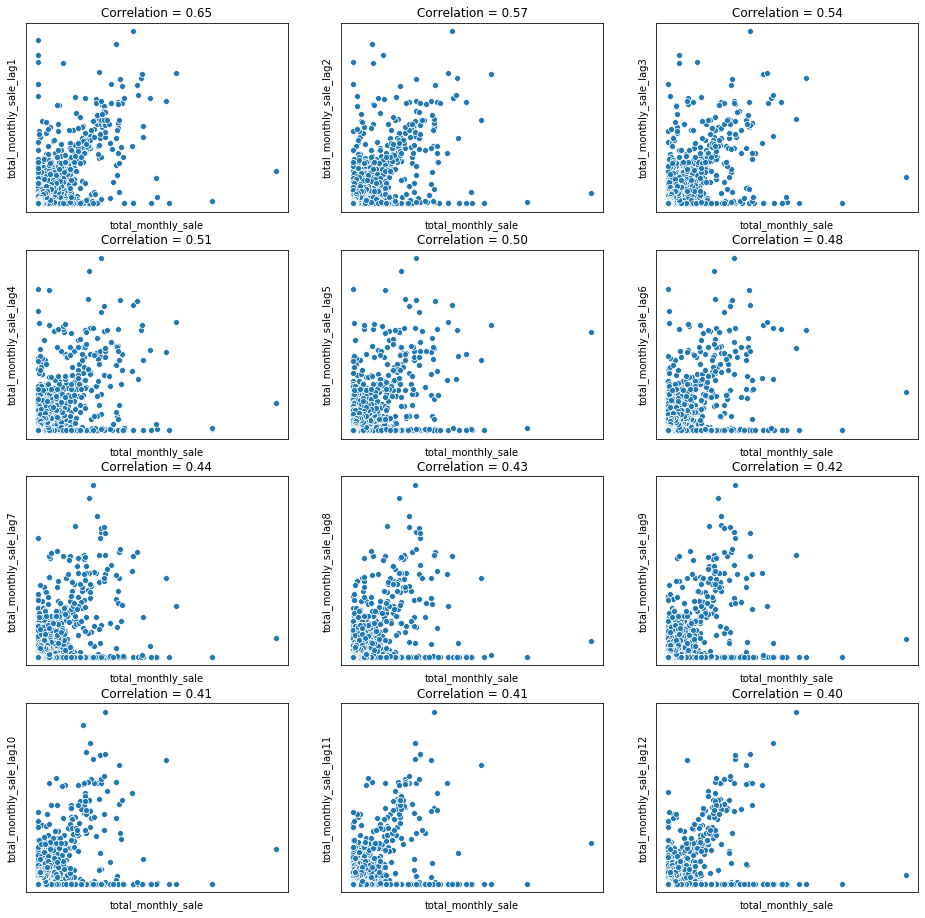 Correlation = 0.65
Correlation = 0.57
Correlation = 0.54
total_monthly_sale_lag1
total_monthly_sale_lag2
total_monthly_sale_lag3
total_monthly_sale
total_monthly_sale
total_monthly_sale
Correlation = 0.51
Correlation = 0.50
Correlation = 0.48
total_monthly_sale_lag4
total_monthly_sale_lag5
total_monthly_sale_lag6
total_monthly_sale
total_monthly_sale
total_monthly_sale
Correlation = 0.44
Correlation = 0.43
Correlation = 0.42
total_monthly_sale_lag7
total_monthly_sale_lag8
total_monthly_sale_lag9
total_monthly_sale
total_monthly_sale
total_monthly_sale
Correlation = 0.41
Correlation = 0.41
Correlation = 0.40
total_monthly_sale_lag10
total_monthly_sale_lag11
total_monthly_sale_lag12
total_monthly_sale
total_monthly_sale
total_monthly_sale